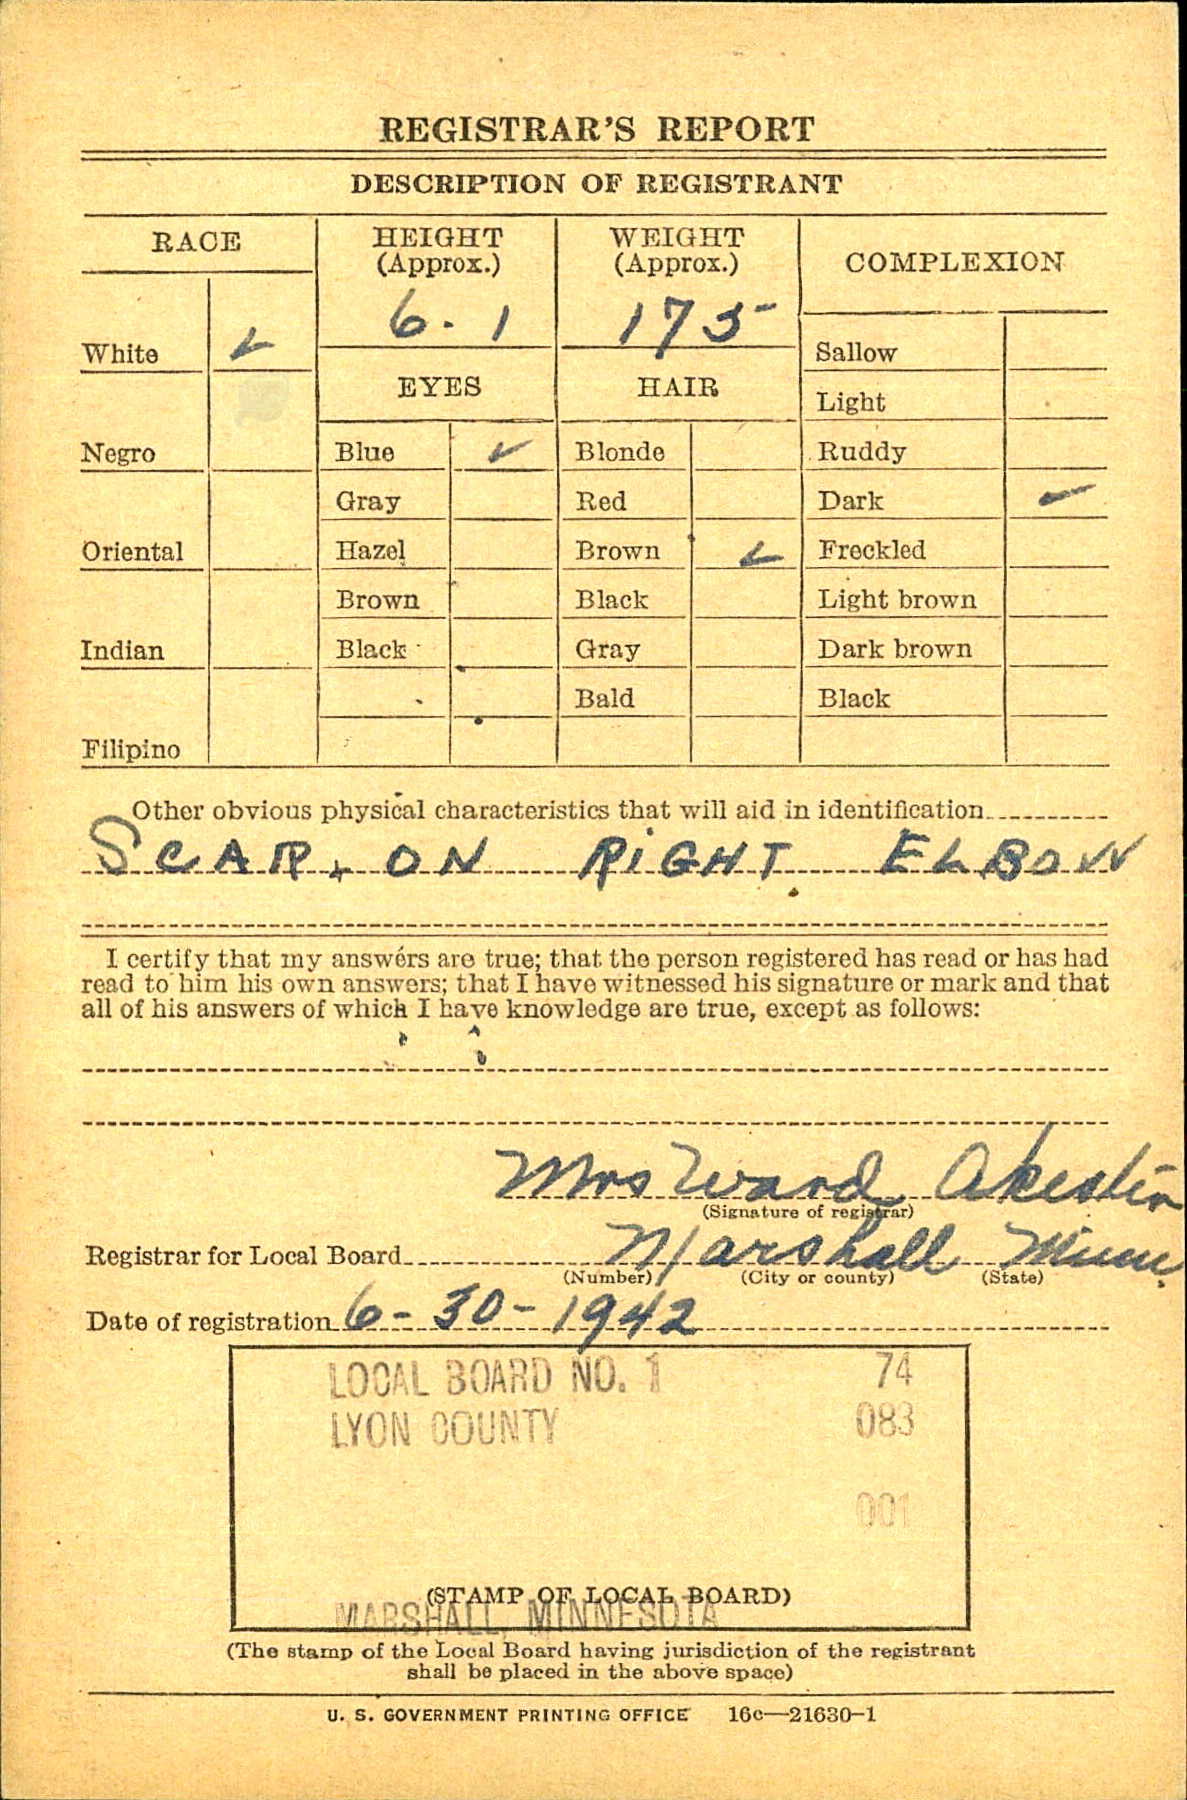 REGISTRAR'S REPORT
DESCRIPTION OF REGISTRANT
RACE
White ✓
Negro
Oriental
Indian
Filipino
HEIGHT
(Approx.)
6. 1
EYES
Blue ✓
Gray
Hazel
Brown
Black
WEIGHT
(Approx.)
175
HAIR
Blonde
Red
Brown ✓
Black
Gray
Bald
COMPLEXION
Sallow
Light
Ruddy
Dark ✓
Freckled
Light brown
Dark brown
Black
Other obvious physical characteristics that will aid in identification
SCAR, ON RIGHT ELBOW
I certify that my answers are true; that the person registered has read or has had
read to him his own answers; that I have witnessed his signature or mark and that
all of his answers of which I have knowledge are true, except as follows:
Mrs Ward
(Signature of registrar)
Registrar for Local Board Marshall Minn.
(Number) (City or county) (State)
Date of registration 6-30-1942
LOCAL BOARD NO. 1 74
LYON COUNTY 083
001
(STAMP OF LOCAL BOARD)
MARSHALL, MINNESOTA
(The stamp of the Local Board having jurisdiction of the registrant
shall be placed in the above space)
U. S. GOVERNMENT PRINTING OFFICE 16c—21630-1